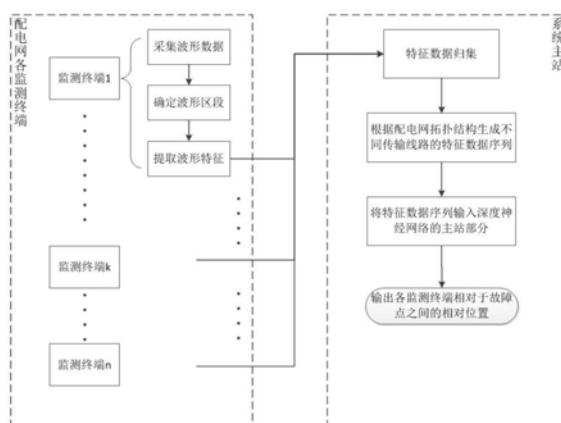 配电网各监测终端
监测终端1
采集波形数据
确定波形区段
提取波形特征
监测终端k
监测终端n
系统主站
特征数据归集
根据配电网拓扑结构生成不
同传输线路的特征数据序列
将特征数据序列输入深度神
经网络的主站部分
输出各监测终端相对于故障
点之间的相对位置